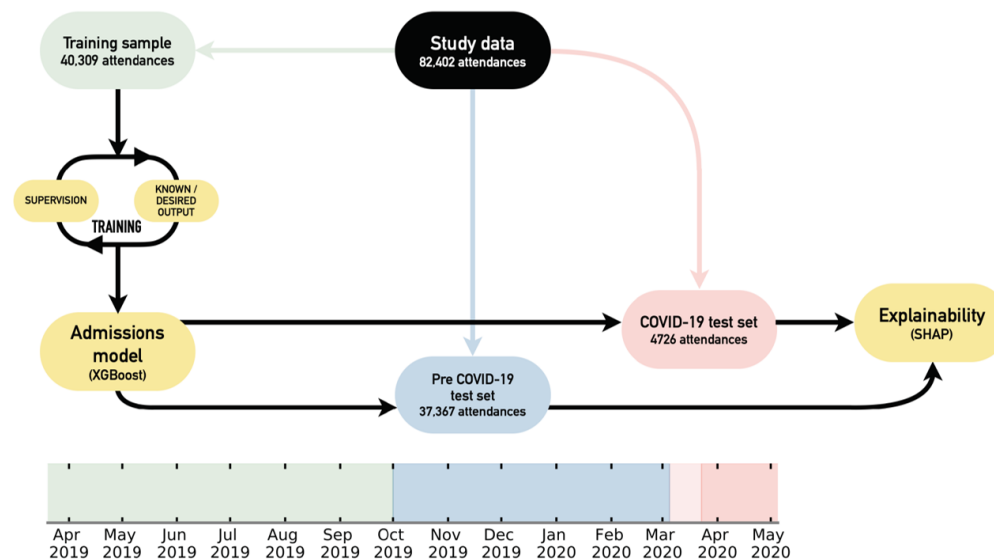 Training sample
40,309 attendances
Study data
82,402 attendances
SUPERVISION
KNOWN /
DESIRED
OUTPUT
TRAINING
Admissions
model
(XGBoost)
COVID-19 test set
4726 attendances
Explainability
(SHAP)
Pre COVID-19
test set
37,367 attendances
Apr May Jun Jul Aug Sep Oct Nov Dec Jan Feb Mar Apr May
2019 2019 2019 2019 2019 2019 2019 2019 2019 2020 2020 2020 2020 2020